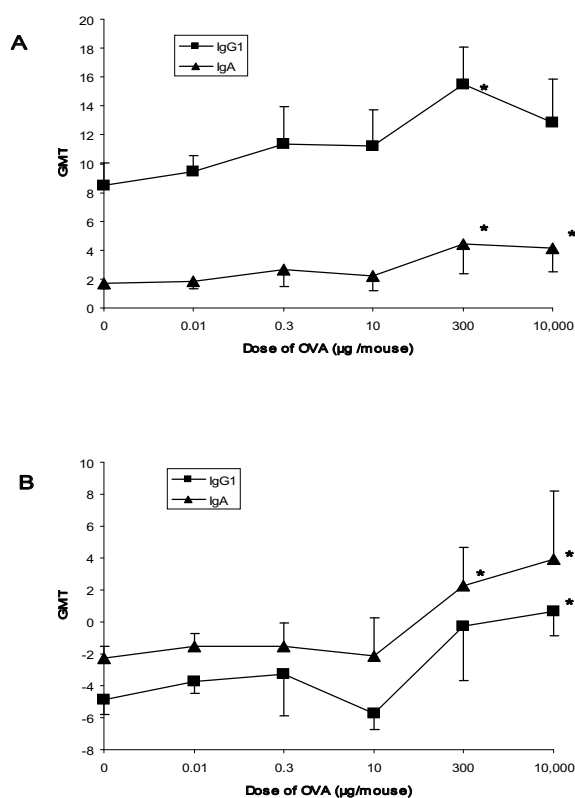 A
20
18
16
14
12
10
8
6
4
2
0
GMT
IgG1
IgA
*
*
*
0 0.01 0.3 10 300 10,000
Dose of OVA (µg /mouse)
B
10
8
6
4
2
0
-2
-4
-6
-8
GMT
IgG1
IgA
*
*
*
0 0.01 0.3 10 300 10,000
Dose of OVA (µg/mouse)